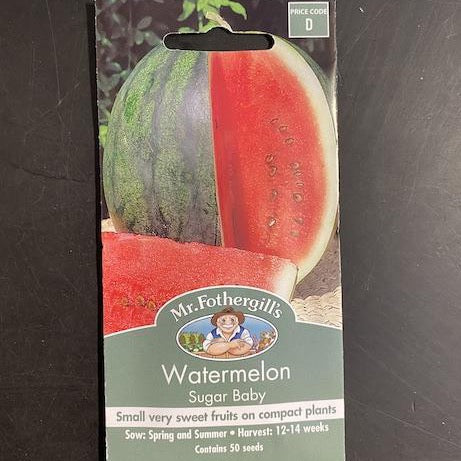 PRICE CODE
D
Mr. Fothergill's
Watermelon
Sugar Baby
Small very sweet fruits on compact plants
Sow: Spring and Summer • Harvest: 12-14 weeks
Contains 50 seeds